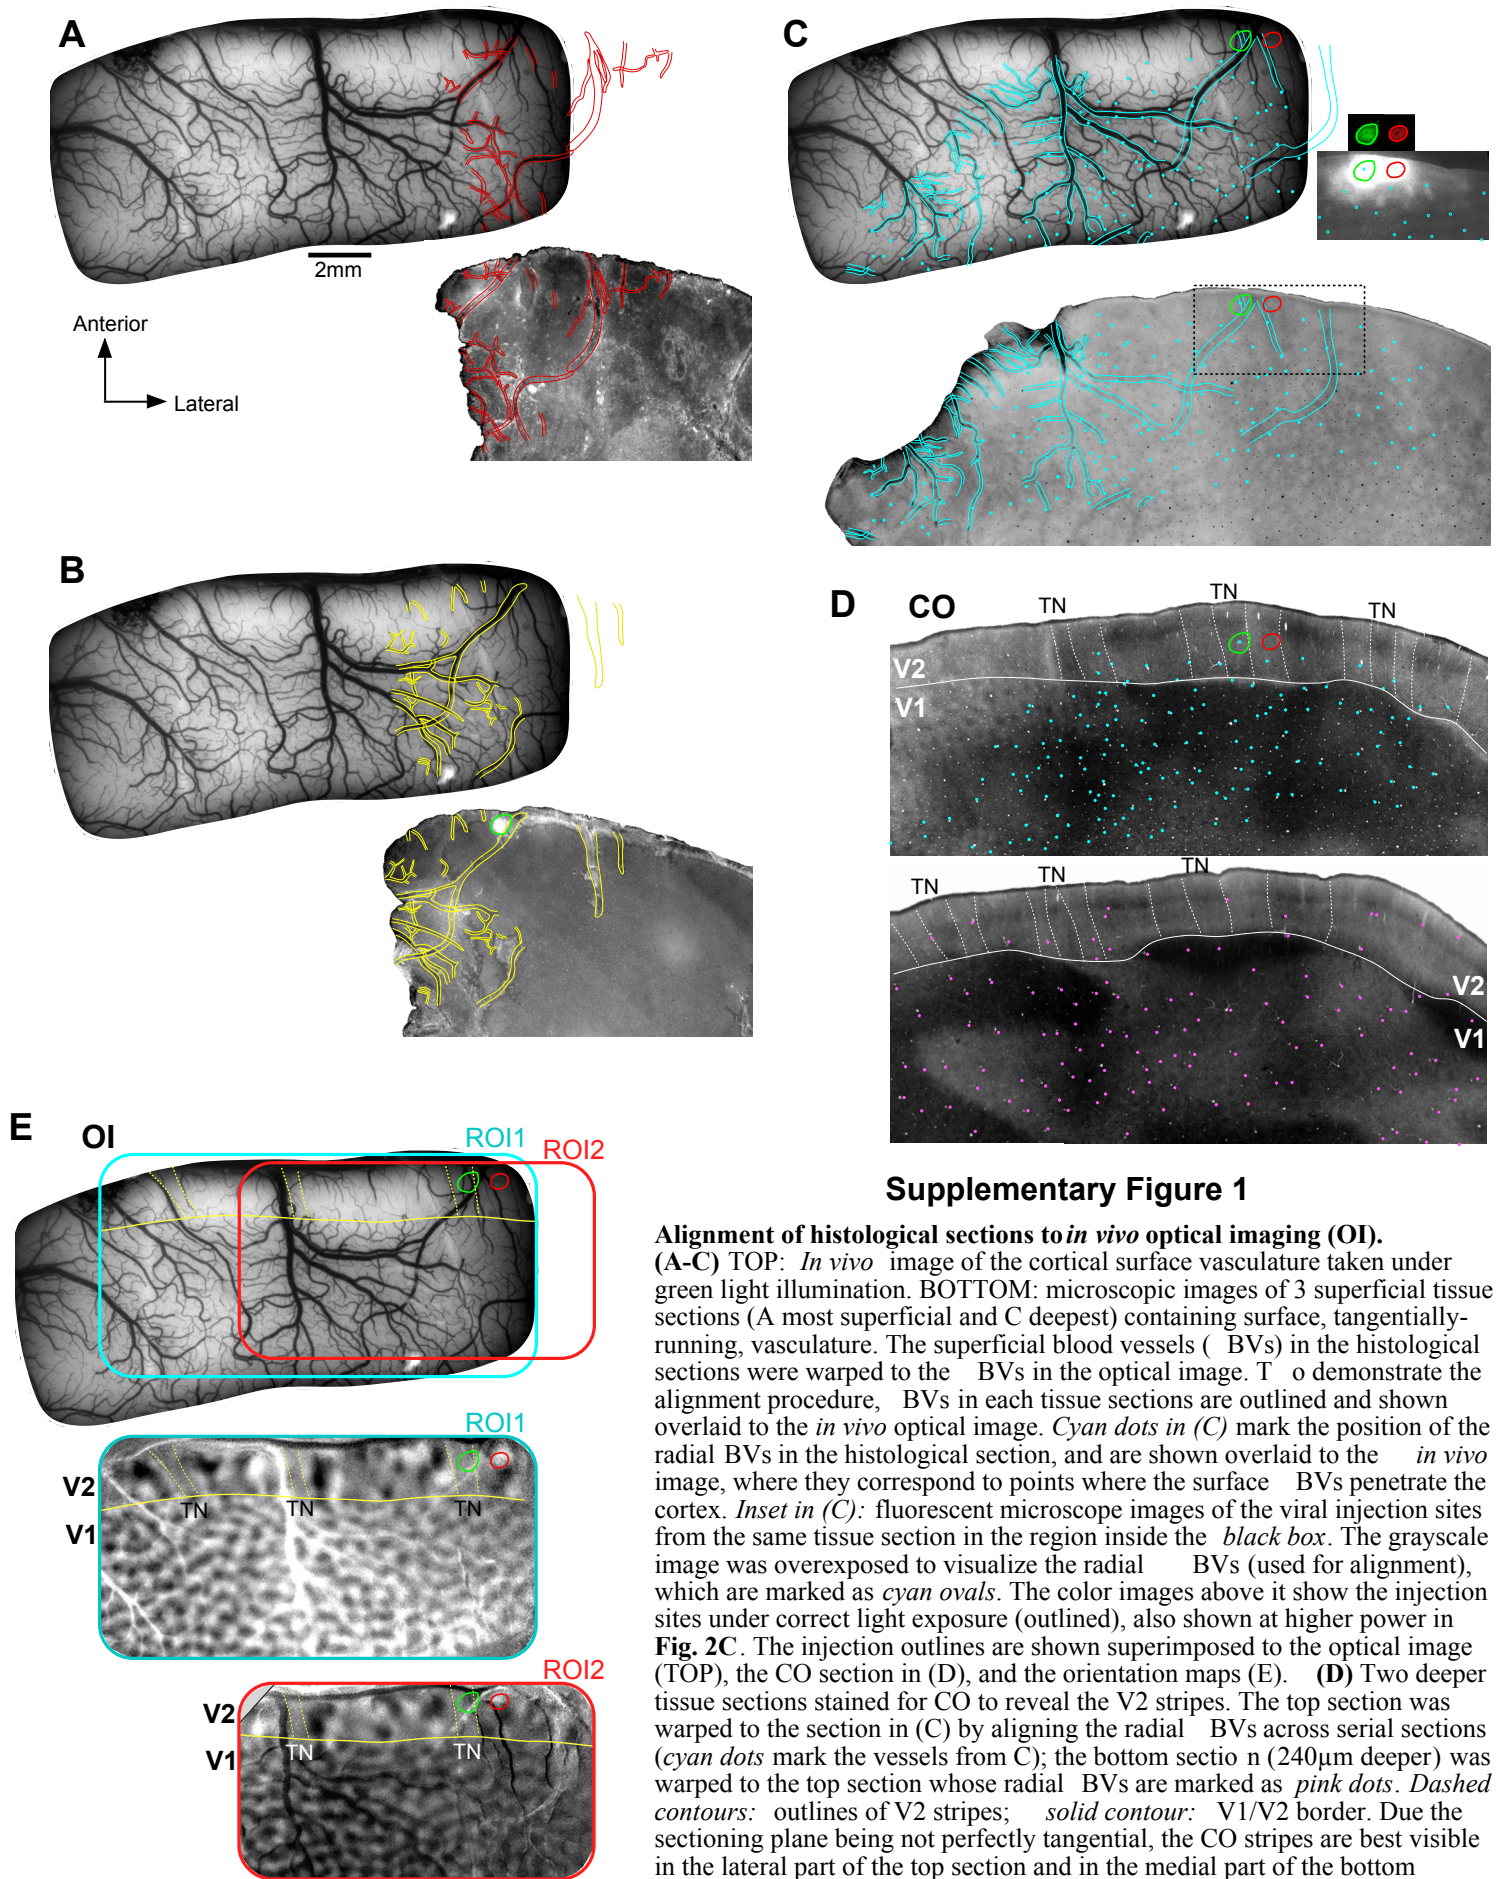 A
C
2mm
Anterior
Lateral
B
D
CO
TN
TN
TN
V2
V1
TN
TN
TN
V2
V1
E
OI
ROI1
ROI2
ROI1
V2
TN
TN
TN
V1
ROI2
V2
TN
TN
V1
Supplementary Figure 1
Alignment of histological sections to in vivo optical imaging (OI).
(A-C) TOP: In vivo image of the cortical surface vasculature taken under
green light illumination. BOTTOM: microscopic images of 3 superficial tissue
sections (A most superficial and C deepest) containing surface, tangentially-
running, vasculature. The superficial blood vessels ( BVs) in the histological
sections were warped to the BVs in the optical image. T o demonstrate the
alignment procedure, BVs in each tissue sections are outlined and shown
overlaid to the in vivo optical image. Cyan dots in (C) mark the position of the
radial BVs in the histological section, and are shown overlaid to the in vivo
image, where they correspond to points where the surface BVs penetrate the
cortex. Inset in (C): fluorescent microscope images of the viral injection sites
from the same tissue section in the region inside the black box. The grayscale
image was overexposed to visualize the radial BVs (used for alignment),
which are marked as cyan ovals. The color images above it show the injection
sites under correct light exposure (outlined), also shown at higher power in
Fig. 2C. The injection outlines are shown superimposed to the optical image
(TOP), the CO section in (D), and the orientation maps (E). (D) Two deeper
tissue sections stained for CO to reveal the V2 stripes. The top section was
warped to the section in (C) by aligning the radial BVs across serial sections
(cyan dots mark the vessels from C); the bottom sectio n (240µm deeper) was
warped to the top section whose radial BVs are marked as pink dots. Dashed
contours: outlines of V2 stripes; solid contour: V1/V2 border. Due the
sectioning plane being not perfectly tangential, the CO stripes are best visible
in the lateral part of the top section and in the medial part of the bottom